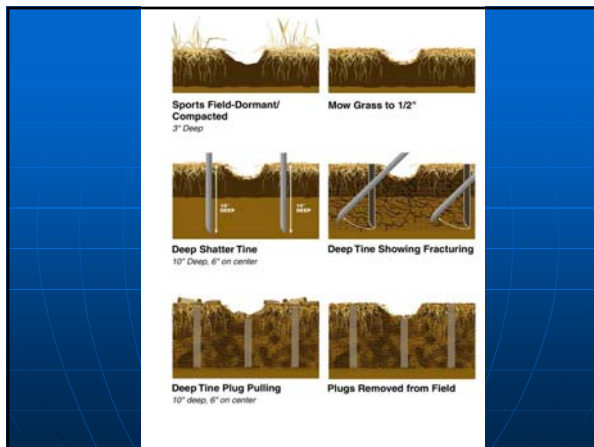 Sports Field-Dormant/
Compacted
3" Deep
Mow Grass to 1/2"
10"
DEEP
10"
DEEP
Deep Shatter Tine
10" Deep, 6" on center
Deep Tine Showing Fracturing
Deep Tine Plug Pulling
10" deep, 6" on center
Plugs Removed from Field